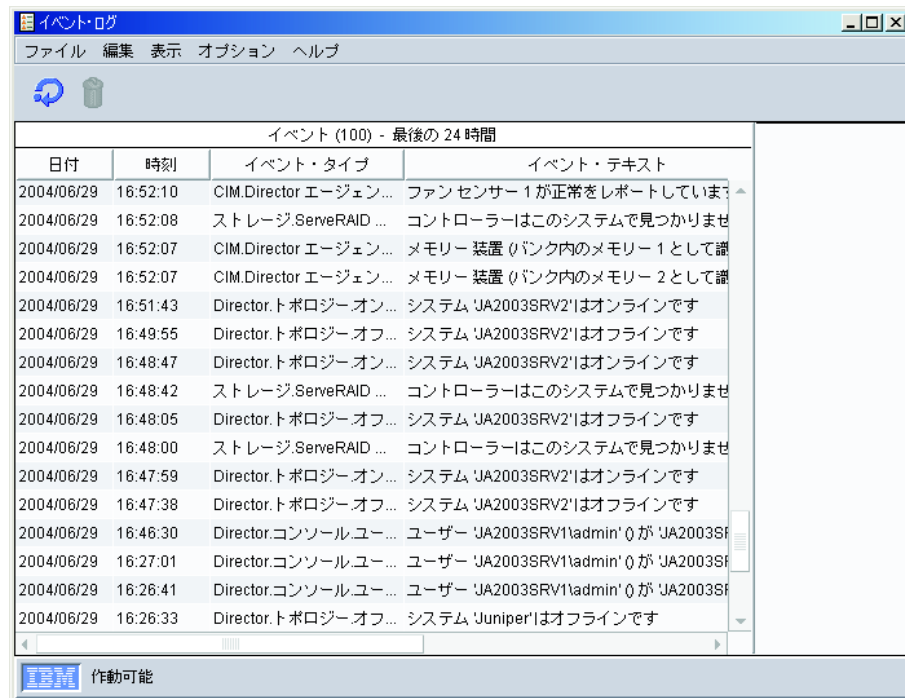 イベント・ログ
ファイル 編集 表示 オプション ヘルプ
イベント (100) - 最後の 24 時間
日付 時刻 イベント・タイプ イベント・テキスト
2004/06/29 16:52:10 CIM.Director エージェン... ファン センサー 1 が正常をレポートしています
2004/06/29 16:52:08 ストレージ.ServeRAID ... コントローラーはこのシステムで見つかりませ
2004/06/29 16:52:07 CIM.Director エージェン... メモリー 装置 (バンク内のメモリー 1 として識
2004/06/29 16:52:07 CIM.Director エージェン... メモリー 装置 (バンク内のメモリー 2 として識
2004/06/29 16:51:43 Director.トポロジー.オン... システム 'JA2003SRV2'はオンラインです
2004/06/29 16:49:55 Director.トポロジー.オフ... システム 'JA2003SRV2'はオフラインです
2004/06/29 16:48:47 Director.トポロジー.オン... システム 'JA2003SRV2'はオンラインです
2004/06/29 16:48:42 ストレージ.ServeRAID ... コントローラーはこのシステムで見つかりませ
2004/06/29 16:48:05 Director.トポロジー.オフ... システム 'JA2003SRV2'はオフラインです
2004/06/29 16:48:00 ストレージ.ServeRAID ... コントローラーはこのシステムで見つかりませ
2004/06/29 16:47:59 Director.トポロジー.オン... システム 'JA2003SRV2'はオンラインです
2004/06/29 16:47:38 Director.トポロジー.オフ... システム 'JA2003SRV2'はオフラインです
2004/06/29 16:46:30 Director.コンソール.ユー... ユーザー 'JA2003SRV1\admin' () が 'JA2003SF
2004/06/29 16:27:01 Director.コンソール.ユー... ユーザー 'JA2003SRV1\admin' () が 'JA2003SF
2004/06/29 16:26:41 Director.コンソール.ユー... ユーザー 'JA2003SRV1\admin' () が 'JA2003SF
2004/06/29 16:26:33 Director.トポロジー.オフ... システム 'Juniper'はオフラインです
IBM 作動可能